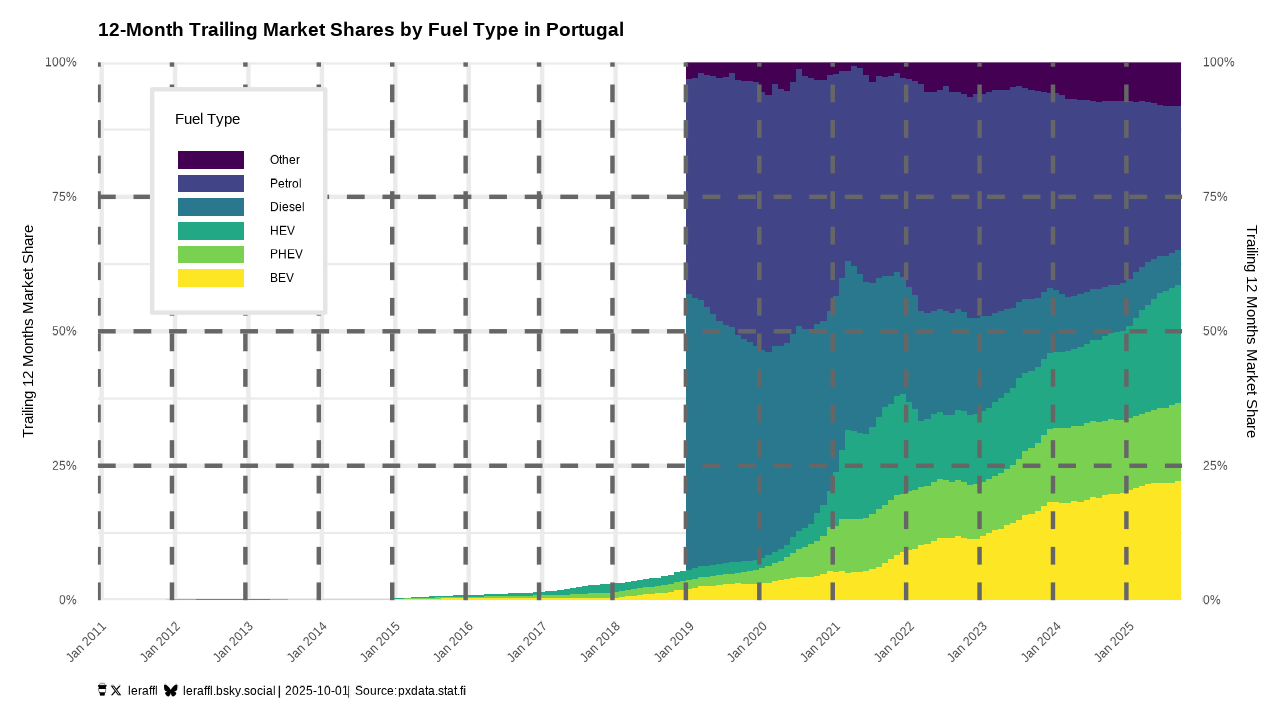 12-Month Trailing Market Shares by Fuel Type in Portugal
100%
75%
50%
25%
0%
Trailing 12 Months Market Share
Fuel Type
Other
Petrol
Diesel
HEV
PHEV
BEV
100%
75%
50%
25%
0%
Trailing 12 Months Market Share
Jan 2011
Jan 2012
Jan 2013
Jan 2014
Jan 2015
Jan 2016
Jan 2017
Jan 2018
Jan 2019
Jan 2020
Jan 2021
Jan 2022
Jan 2023
Jan 2024
Jan 2025
leraffl leraffl.bsky.social | 2025-10-01| Source:pxdata.stat.fi